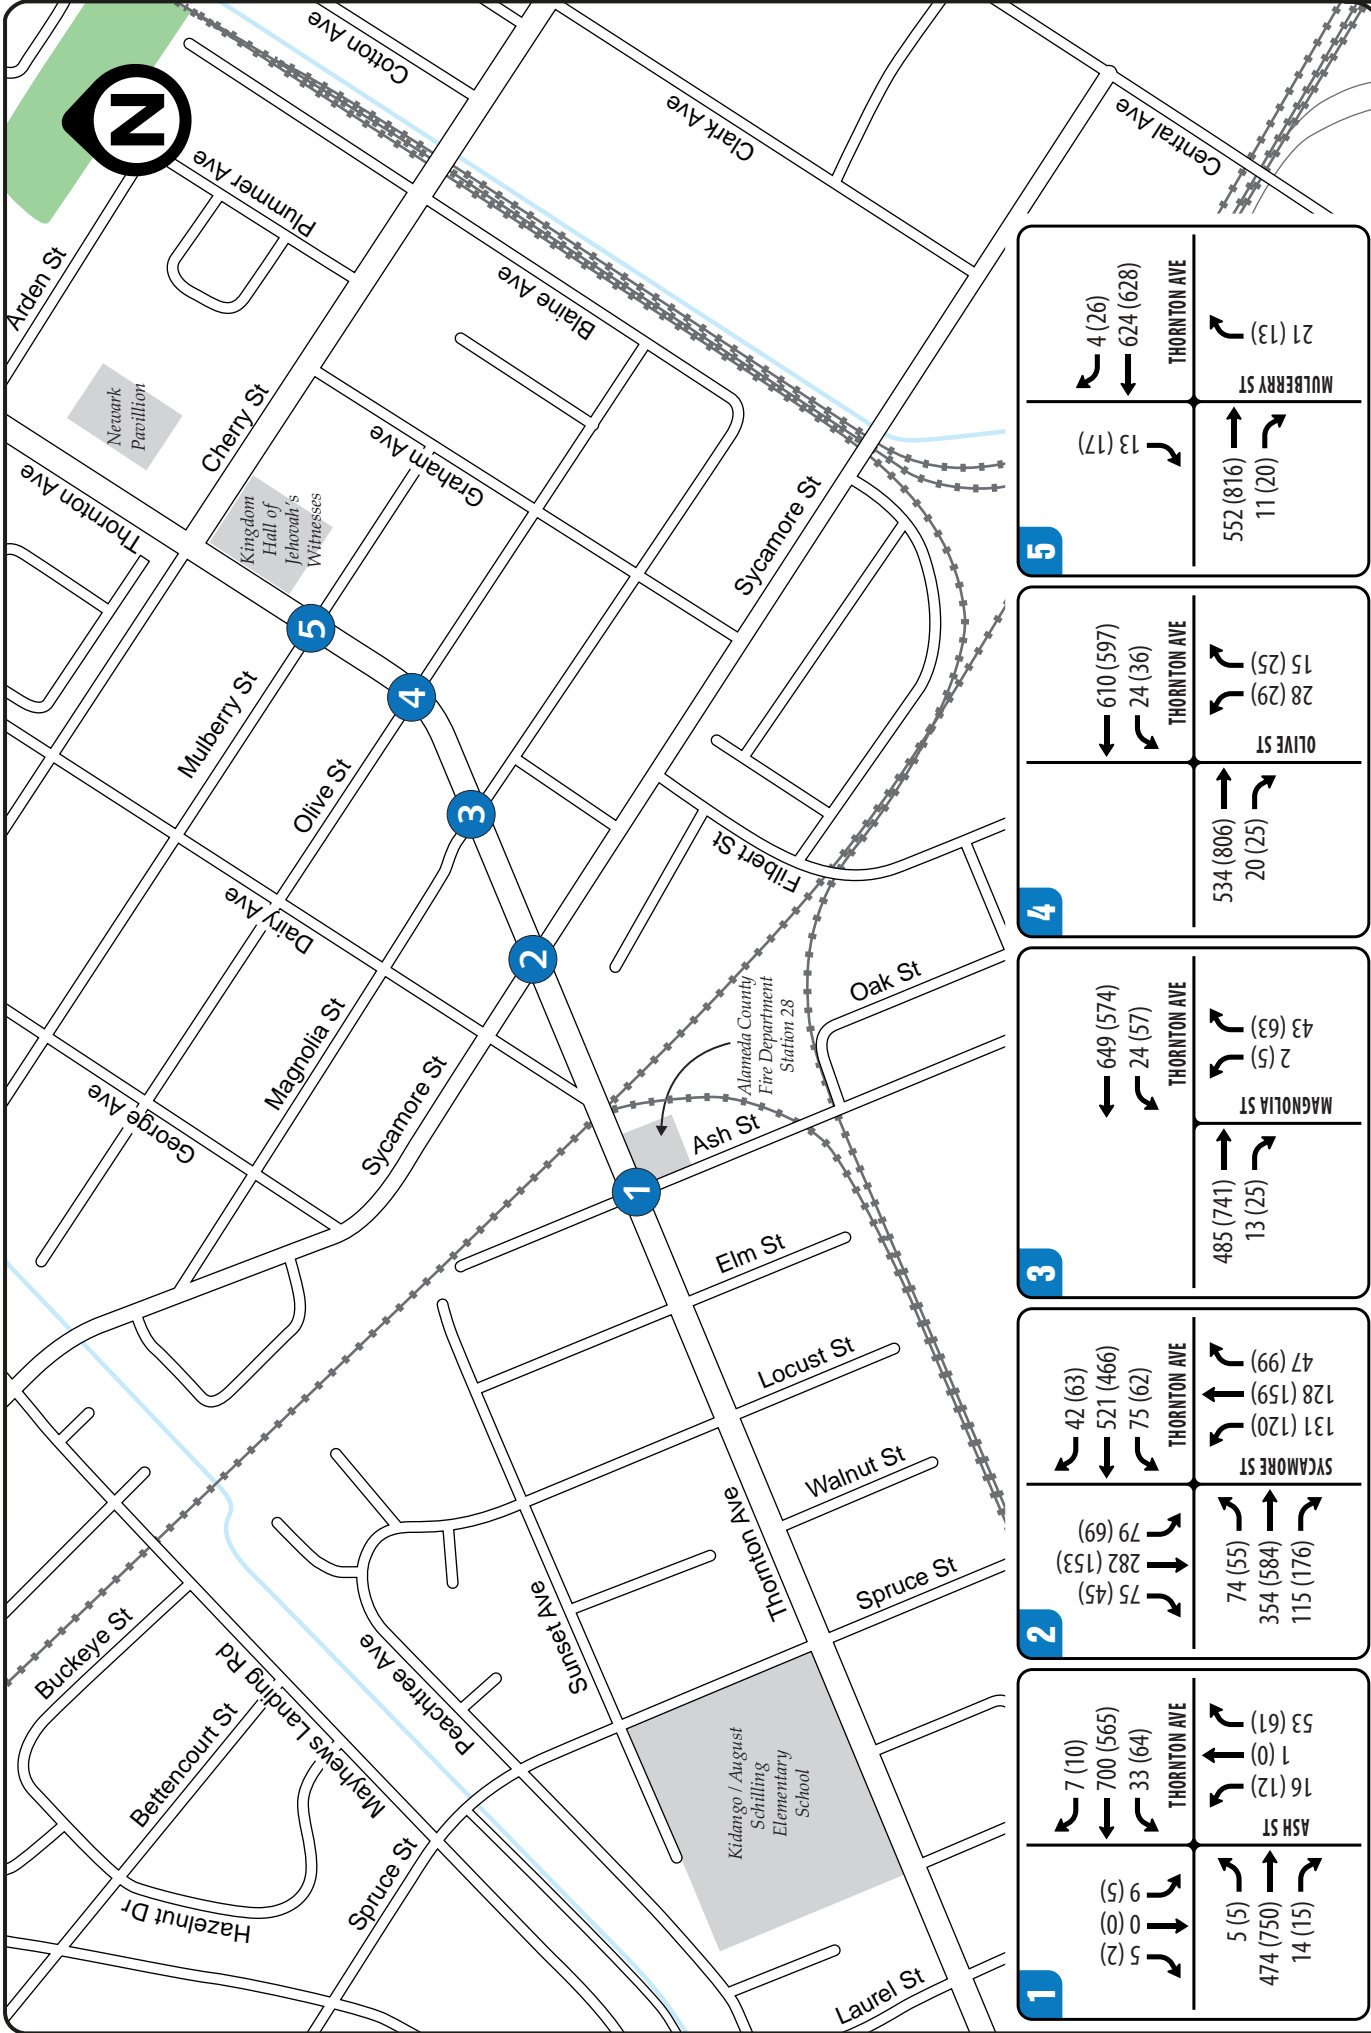 N
Arden St
Plummer Ave
Cotton Ave
Clark Ave
Central Ave
Newark
Pavillion
Cherry St
Blaine Ave
Thornton Ave
Kingdom
Hall of
Jehovah's
Witnesses
Graham Ave
Sycamore St
Mulberry St
Olive St
Dairy Ave
Filbert St
George Ave
Magnolia St
Sycamore St
Alameda County
Fire Department
Station 28
Oak St
Ash St
Elm St
Locust St
Walnut St
Spruce St
Thornton Ave
Sunset Ave
Peachtree Ave
Buckeye St
Bettencourt St
Mayhews Landing Rd
Hazelnut Dr
Spruce St
Kidango / August
Schilling
Elementary
School
Laurel St
1
2
3
4
5
1
5 (2)
0 (0)
9 (5)
7 (10)
700 (565)
33 (64)
THORNTON AVE
5 (5)
474 (750)
14 (15)
ASH ST
16 (12)
1 (0)
53 (61)
2
75 (45)
282 (153)
79 (69)
42 (63)
521 (466)
75 (62)
THORNTON AVE
74 (55)
354 (584)
115 (176)
SYCAMORE ST
131 (120)
128 (159)
47 (99)
3
649 (574)
24 (57)
THORNTON AVE
485 (741)
13 (25)
MAGNOLIA ST
2 (5)
43 (63)
4
610 (597)
24 (36)
THORNTON AVE
534 (806)
20 (25)
OLIVE ST
28 (29)
15 (25)
5
13 (17)
4 (26)
624 (628)
THORNTON AVE
552 (816)
11 (20)
MULBERRY ST
21 (13)